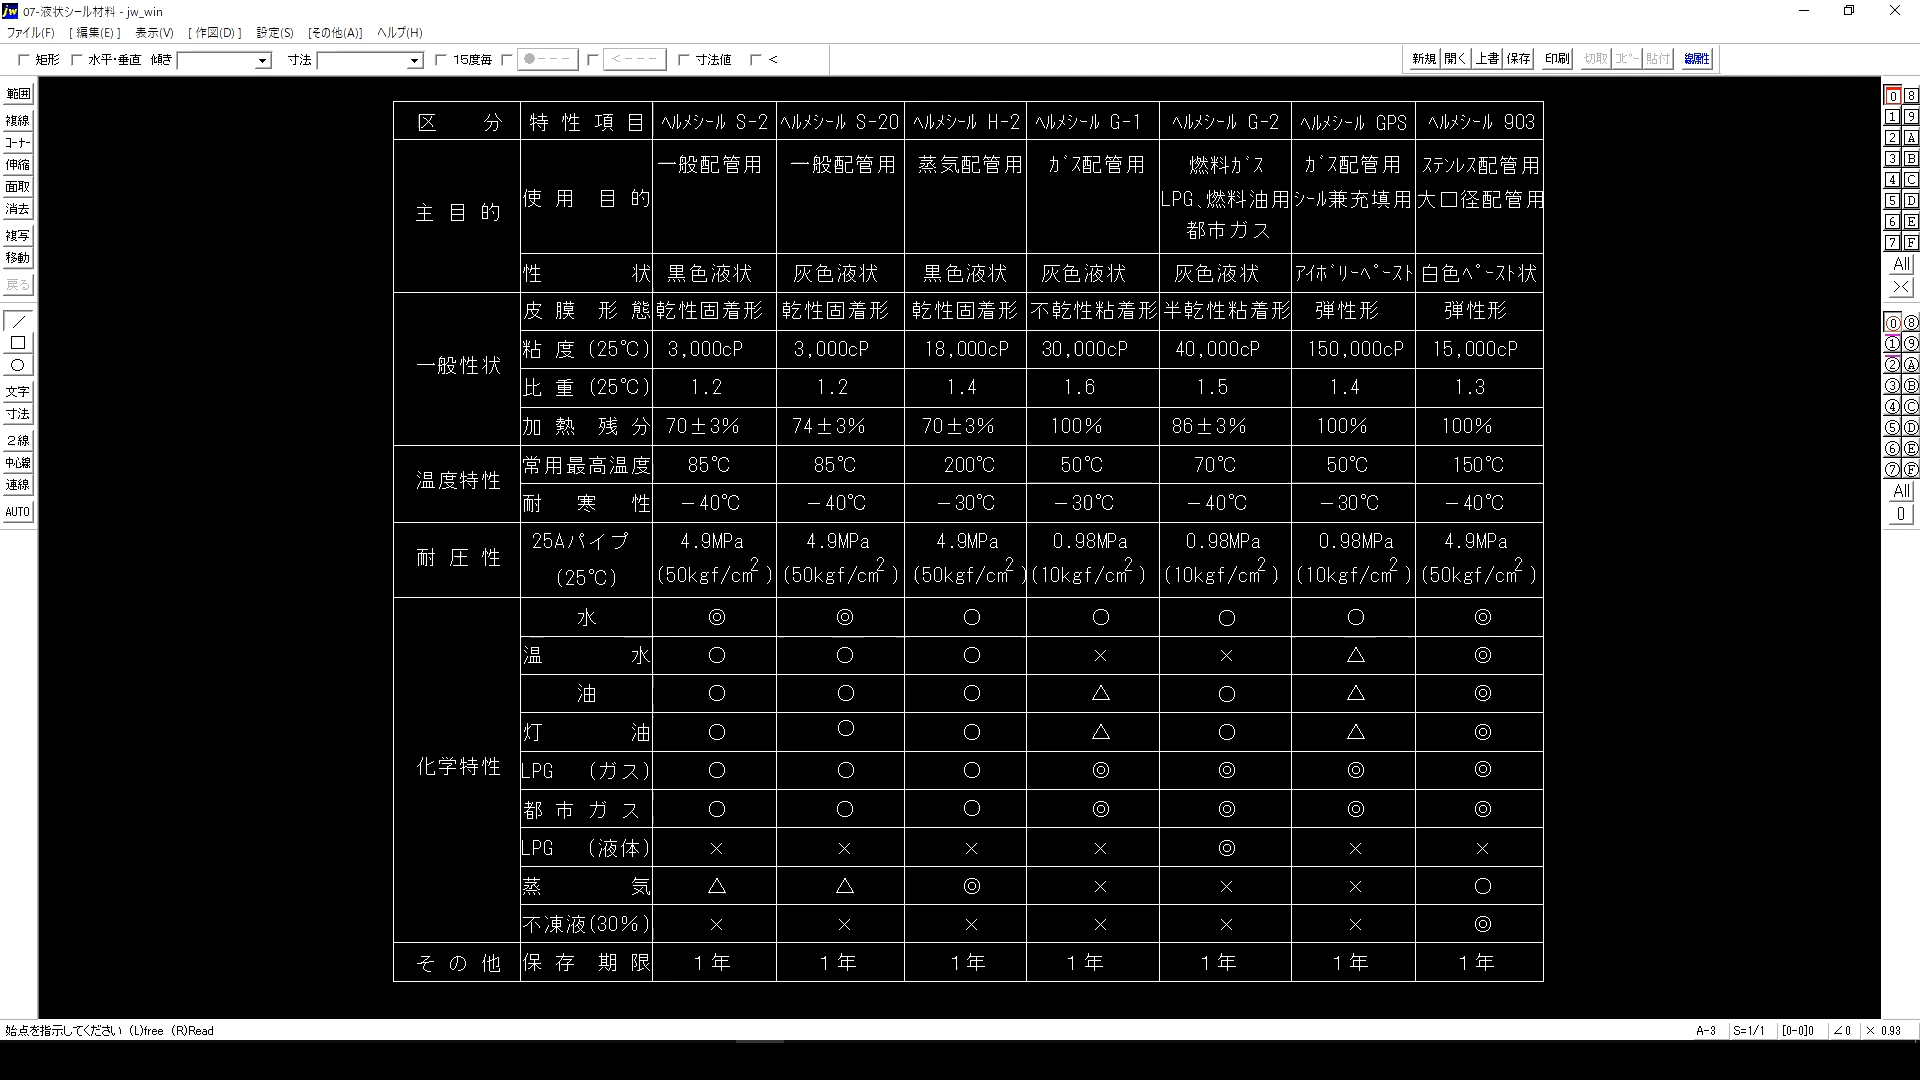 07-液状シール材料 - jw_win
ファイル(F) [ 編集(E) ] 表示(V) [ 作図(D) ] 設定(S) [その他(A)] ヘルプ(H)
矩形 水平・垂直 傾き 寸法 15度毎 ●--- <--- 寸法値 < 新規 開く 上書 保存 印刷 切取 コピー 貼付 線属性
範囲
複線
コーナー
伸縮
面取
消去
複写
移動
戻る
／
□
○
文字
寸法
2線
中心線
連線
AUTO
区 分 特性項目 ﾍﾙﾒｼｰﾙ S-2 ﾍﾙﾒｼｰﾙ S-20 ﾍﾙﾒｼｰﾙ H-2 ﾍﾙﾒｼｰﾙ G-1 ﾍﾙﾒｼｰﾙ G-2 ﾍﾙﾒｼｰﾙ GPS ﾍﾙﾒｼｰﾙ 903
主目的 使用目的 一般配管用 一般配管用 蒸気配管用 ｶﾞｽ配管用 燃料ｶﾞｽ ｶﾞｽ配管用 ｽﾃﾝﾚｽ配管用
LPG、燃料油用 ｼｰﾙ兼充填用 大口径配管用
都市ガス
性 状 黒色液状 灰色液状 黒色液状 灰色液状 灰色液状 ｱｲﾎﾞﾘｰﾍﾟｰｽﾄ 白色ﾍﾟｰｽﾄ状
一般性状 皮膜形態 乾性固着形 乾性固着形 乾性固着形 不乾性粘着形 半乾性粘着形 弾性形 弾性形
粘度(25℃) 3,000cP 3,000cP 18,000cP 30,000cP 40,000cP 150,000cP 15,000cP
比重(25℃) 1.2 1.2 1.4 1.6 1.5 1.4 1.3
加熱残分 70±3% 74±3% 70±3% 100% 86±3% 100% 100%
温度特性 常用最高温度 85℃ 85℃ 200℃ 50℃ 70℃ 50℃ 150℃
耐寒性 −40℃ −40℃ −30℃ −30℃ −40℃ −30℃ −40℃
耐圧性 25Aパイプ 4.9MPa 4.9MPa 4.9MPa 0.98MPa 0.98MPa 0.98MPa 4.9MPa
(25℃) (50kgf/cm²) (50kgf/cm²) (50kgf/cm²) (10kgf/cm²) (10kgf/cm²) (10kgf/cm²) (50kgf/cm²)
化学特性 水 ◎ ◎ ○ ○ ○ ○ ◎
温水 ○ ○ ○ × × △ ◎
油 ○ ○ ○ △ ○ △ ◎
灯油 ○ ○ ○ △ ○ △ ◎
LPG (ガス) ○ ○ ○ ◎ ◎ ◎ ◎
都市ガス ○ ○ ○ ◎ ◎ ◎ ◎
LPG (液体) × × × × ◎ × ×
蒸気 △ △ ◎ × × × ○
不凍液(30%) × × × × × × ◎
その他 保存期限 1年 1年 1年 1年 1年 1年 1年
0 8
1 9
2 A
3 B
4 C
5 D
6 E
7 F
All
×
0 8
1 9
2 A
3 B
4 C
5 D
6 E
7 F
All
0
始点を指示してください (L)free (R)Read A-3 S=1/1 [0-0]0 ∠0 × 0.93